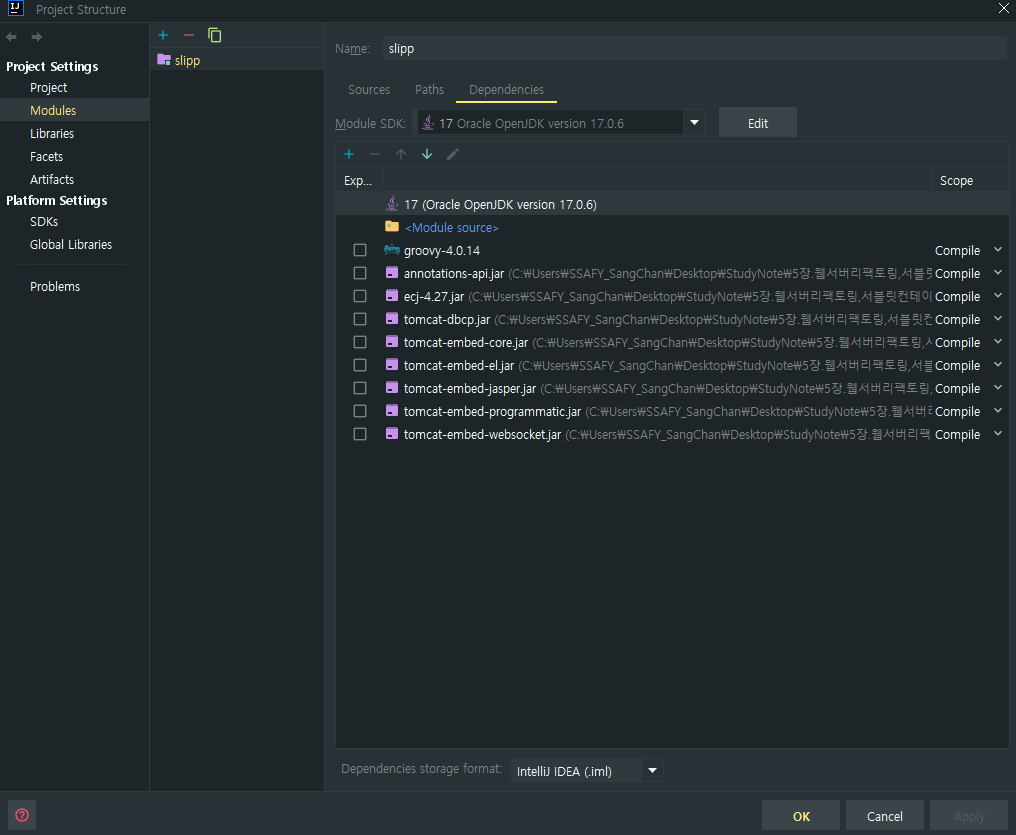 Project Structure
Project Settings
Project
Modules
Libraries
Facets
Artifacts
Platform Settings
SDKs
Global Libraries
Problems
slipp
Name: slipp
Sources Paths Dependencies
Module SDK: 17 Oracle OpenJDK version 17.0.6 Edit
Exp... Scope
17 (Oracle OpenJDK version 17.0.6)
<Module source>
groovy-4.0.14 Compile
annotations-api.jar (C:₩Users₩SSAFY_SangChan₩Desktop₩StudyNote₩5장.웹서버리팩토링,서블릿 Compile
ecj-4.27.jar (C:₩Users₩SSAFY_SangChan₩Desktop₩StudyNote₩5장.웹서버리팩토링,서블릿컨테이 Compile
tomcat-dbcp.jar (C:₩Users₩SSAFY_SangChan₩Desktop₩StudyNote₩5장.웹서버리팩토링,서블릿컨 Compile
tomcat-embed-core.jar (C:₩Users₩SSAFY_SangChan₩Desktop₩StudyNote₩5장.웹서버리팩토링,서 Compile
tomcat-embed-el.jar (C:₩Users₩SSAFY_SangChan₩Desktop₩StudyNote₩5장.웹서버리팩토링,서블 Compile
tomcat-embed-jasper.jar (C:₩Users₩SSAFY_SangChan₩Desktop₩StudyNote₩5장.웹서버리팩토링, Compile
tomcat-embed-programmatic.jar (C:₩Users₩SSAFY_SangChan₩Desktop₩StudyNote₩5장.웹서버리 Compile
tomcat-embed-websocket.jar (C:₩Users₩SSAFY_SangChan₩Desktop₩StudyNote₩5장.웹서버리팩 Compile
Dependencies storage format: IntelliJ IDEA (.iml)
OK Cancel Apply